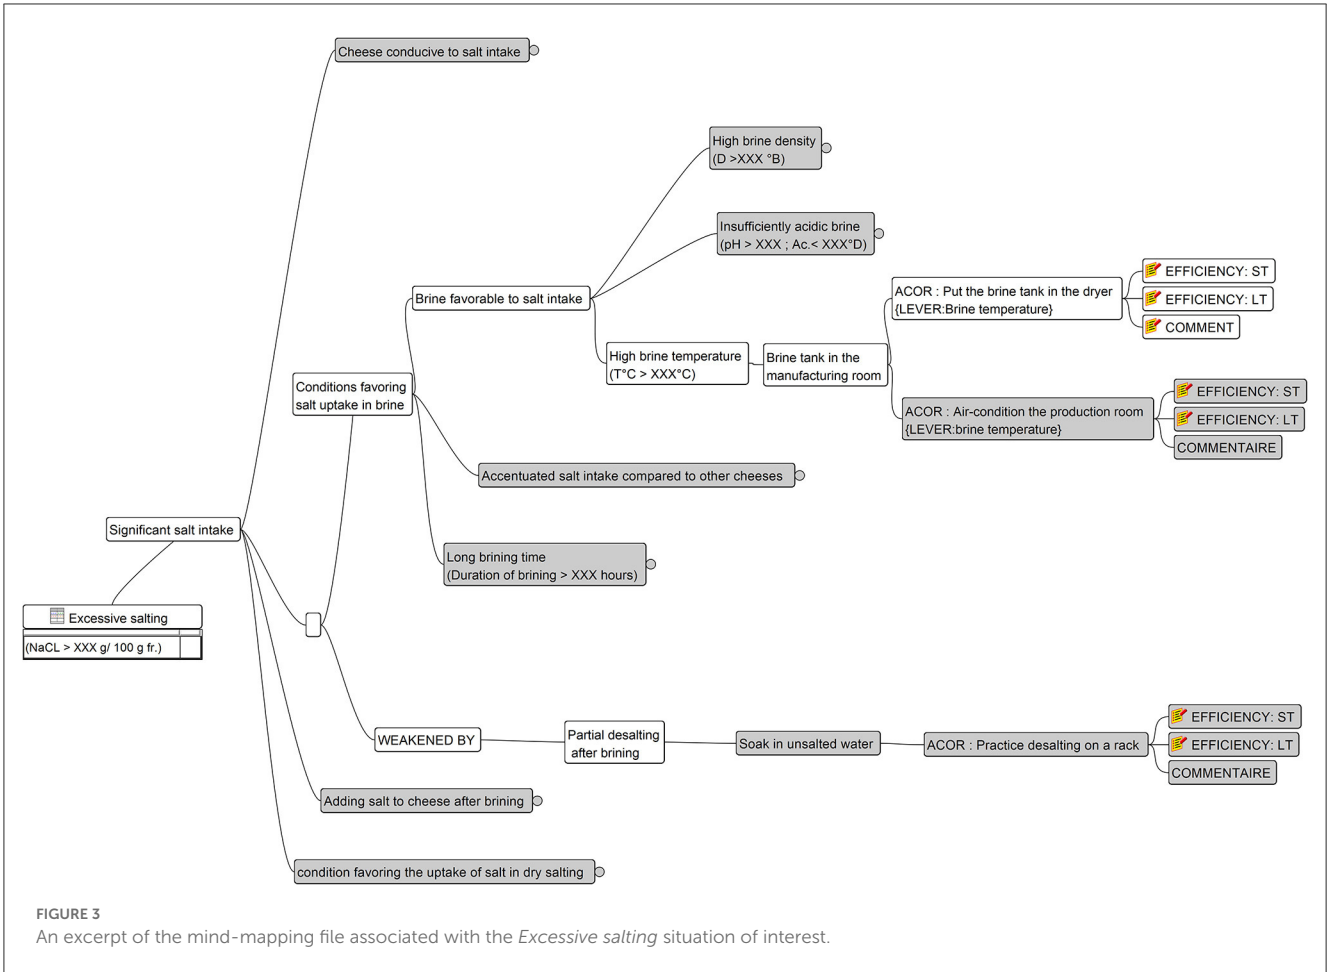 Cheese conducive to salt intake
High brine density
(D >XXX °B)
Insufficiently acidic brine
(pH > XXX ; Ac.< XXX°D)
Brine favorable to salt intake
ACOR : Put the brine tank in the dryer
{LEVER:Brine temperature}
EFFICIENCY: ST
EFFICIENCY: LT
COMMENT
High brine temperature
(T°C > XXX°C)
Brine tank in the
manufacturing room
Conditions favoring
salt uptake in brine
ACOR : Air-condition the production room
{LEVER:brine temperature}
EFFICIENCY: ST
EFFICIENCY: LT
COMMENTAIRE
Accentuated salt intake compared to other cheeses
Significant salt intake
Long brining time
(Duration of brining > XXX hours)
Excessive salting
(NaCL > XXX g/ 100 g fr.)
WEAKENED BY
Partial desalting
after brining
Soak in unsalted water
ACOR : Practice desalting on a rack
EFFICIENCY: ST
EFFICIENCY: LT
COMMENTAIRE
Adding salt to cheese after brining
condition favoring the uptake of salt in dry salting
FIGURE 3
An excerpt of the mind-mapping file associated with the Excessive salting situation of interest.